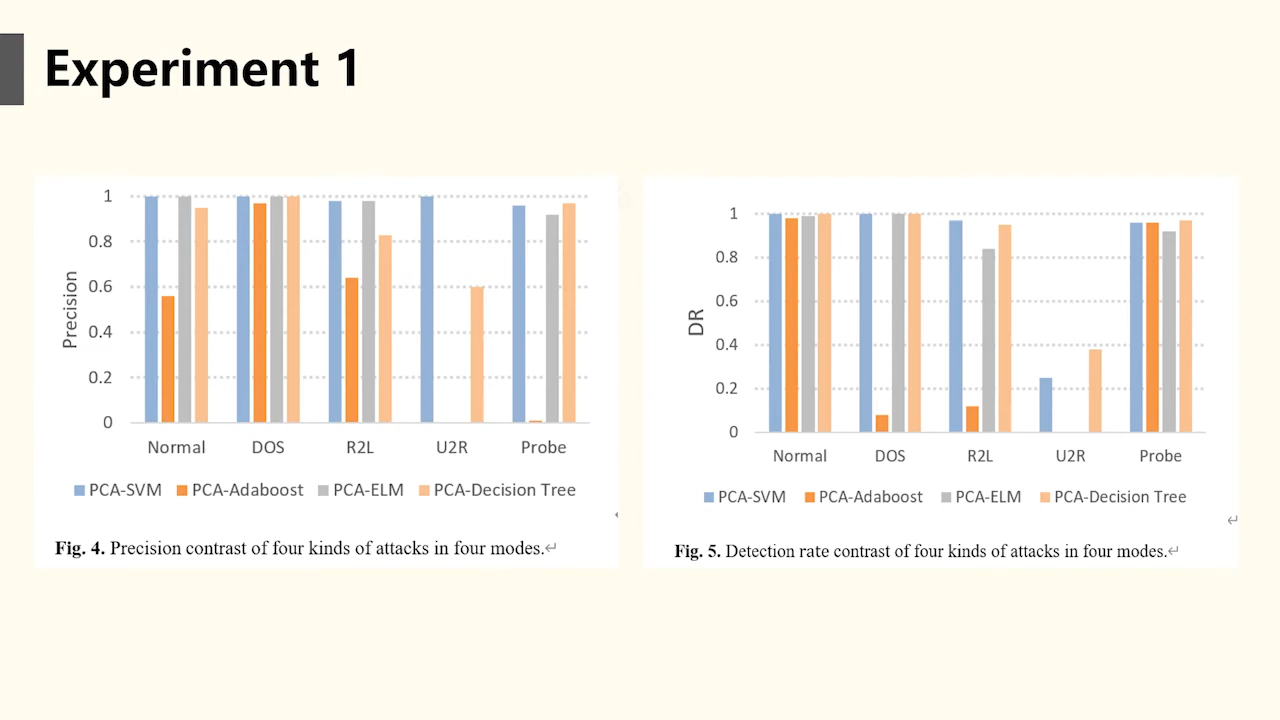 Experiment 1
1
0.8
0.6
0.4
0.2
0
Precision
Normal DOS R2L U2R Probe
PCA-SVM PCA-Adaboost PCA-ELM PCA-Decision Tree
Fig. 4. Precision contrast of four kinds of attacks in four modes.↵
1
0.8
0.6
0.4
0.2
0
DR
Normal DOS R2L U2R Probe
PCA-SVM PCA-Adaboost PCA-ELM PCA-Decision Tree
↵
Fig. 5. Detection rate contrast of four kinds of attacks in four modes.↵